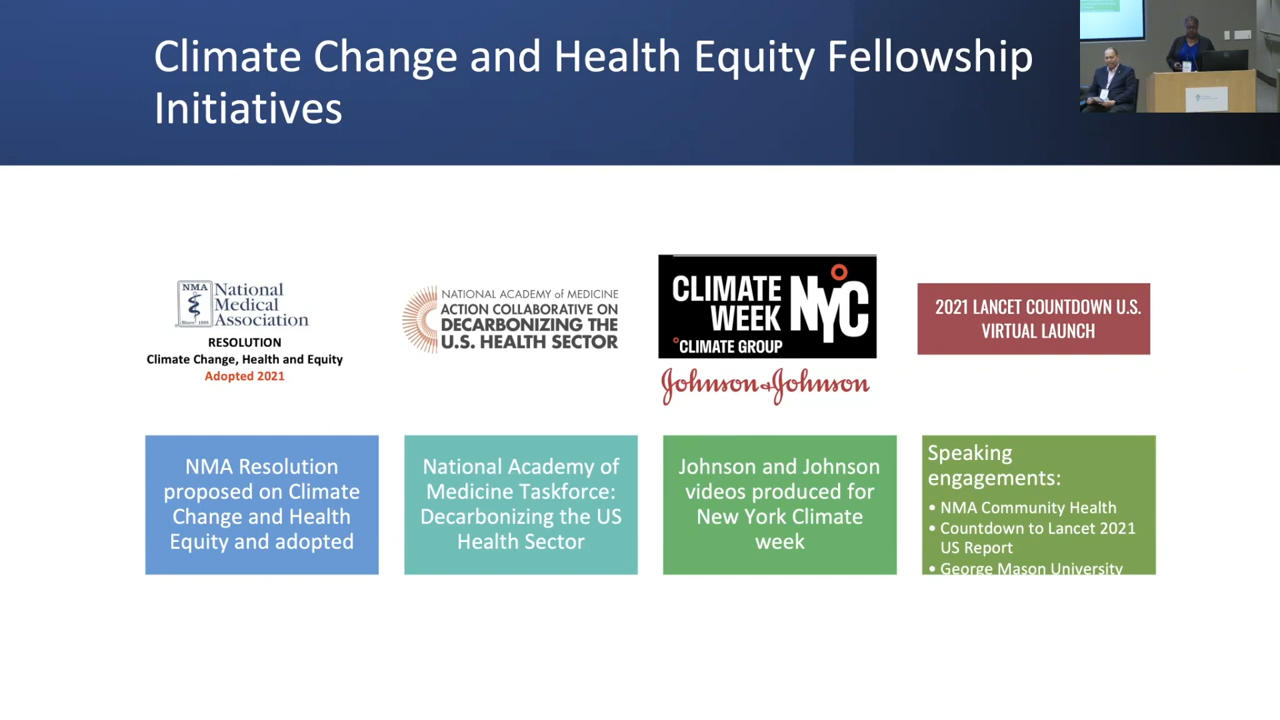 Climate Change and Health Equity Fellowship
Initiatives
NMA
Since 1895
National
Medical
Association
RESOLUTION
Climate Change, Health and Equity
Adopted 2021
NATIONAL ACADEMY of MEDICINE
ACTION COLLABORATIVE ON
DECARBONIZING THE
U.S. HEALTH SECTOR
CLIMATE
WEEK
NYC
°CLIMATE GROUP
Johnson & Johnson
2021 LANCET COUNTDOWN U.S.
VIRTUAL LAUNCH
NMA Resolution
proposed on Climate
Change and Health
Equity and adopted
National Academy of
Medicine Taskforce:
Decarbonizing the US
Health Sector
Johnson and Johnson
videos produced for
New York Climate
week
Speaking
engagements:
• NMA Community Health
• Countdown to Lancet 2021
US Report
• George Mason University